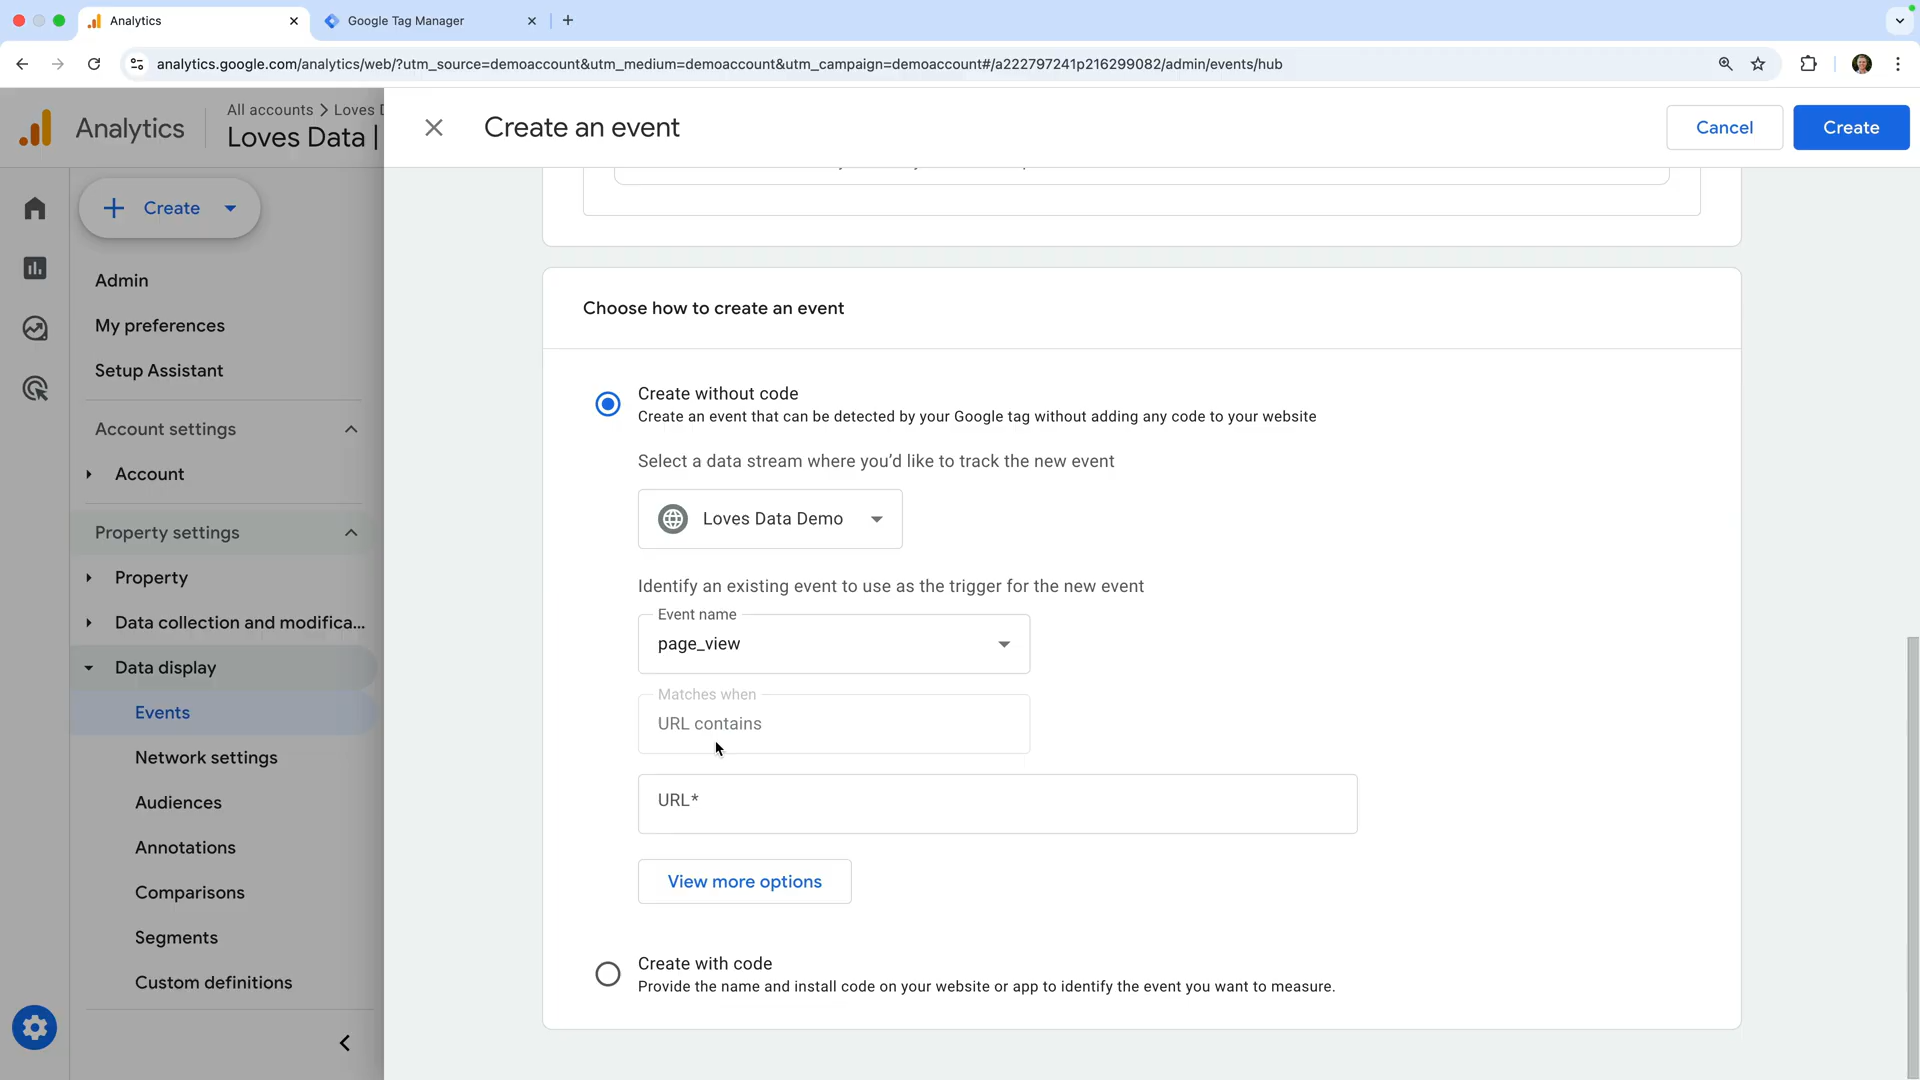 Analytics
Google Tag Manager
analytics.google.com/analytics/web/?utm_source=demoaccount&utm_medium=demoaccount&utm_campaign=demoaccount#/a222797241p216299082/admin/events/hub
Analytics
All accounts > Loves D
Loves Data |
Create an event
Cancel
Create
Create
Admin
My preferences
Setup Assistant
Account settings
Account
Property settings
Property
Data collection and modifica...
Data display
Events
Network settings
Audiences
Annotations
Comparisons
Segments
Custom definitions
Choose how to create an event
Create without code
Create an event that can be detected by your Google tag without adding any code to your website
Select a data stream where you’d like to track the new event
Loves Data Demo
Identify an existing event to use as the trigger for the new event
Event name
page_view
Matches when
URL contains
URL*
View more options
Create with code
Provide the name and install code on your website or app to identify the event you want to measure.